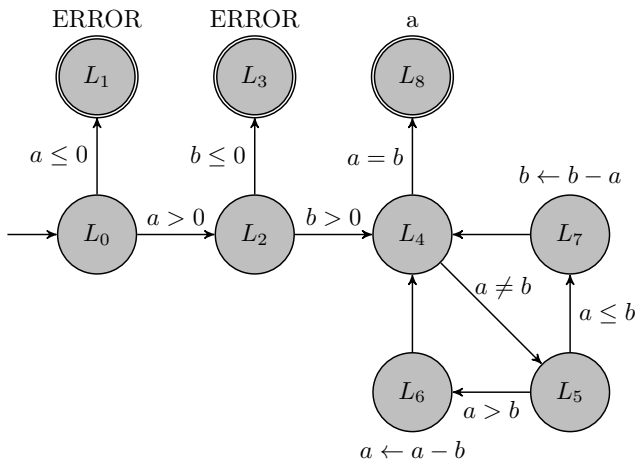 ERROR
ERROR
a
L₁
L₃
L₈
a ≤ 0
b ≤ 0
a = b
b ← b − a
L₀
a > 0
L₂
b > 0
L₄
L₇
a ≠ b
a ≤ b
L₆
a > b
L₅
a ← a − b